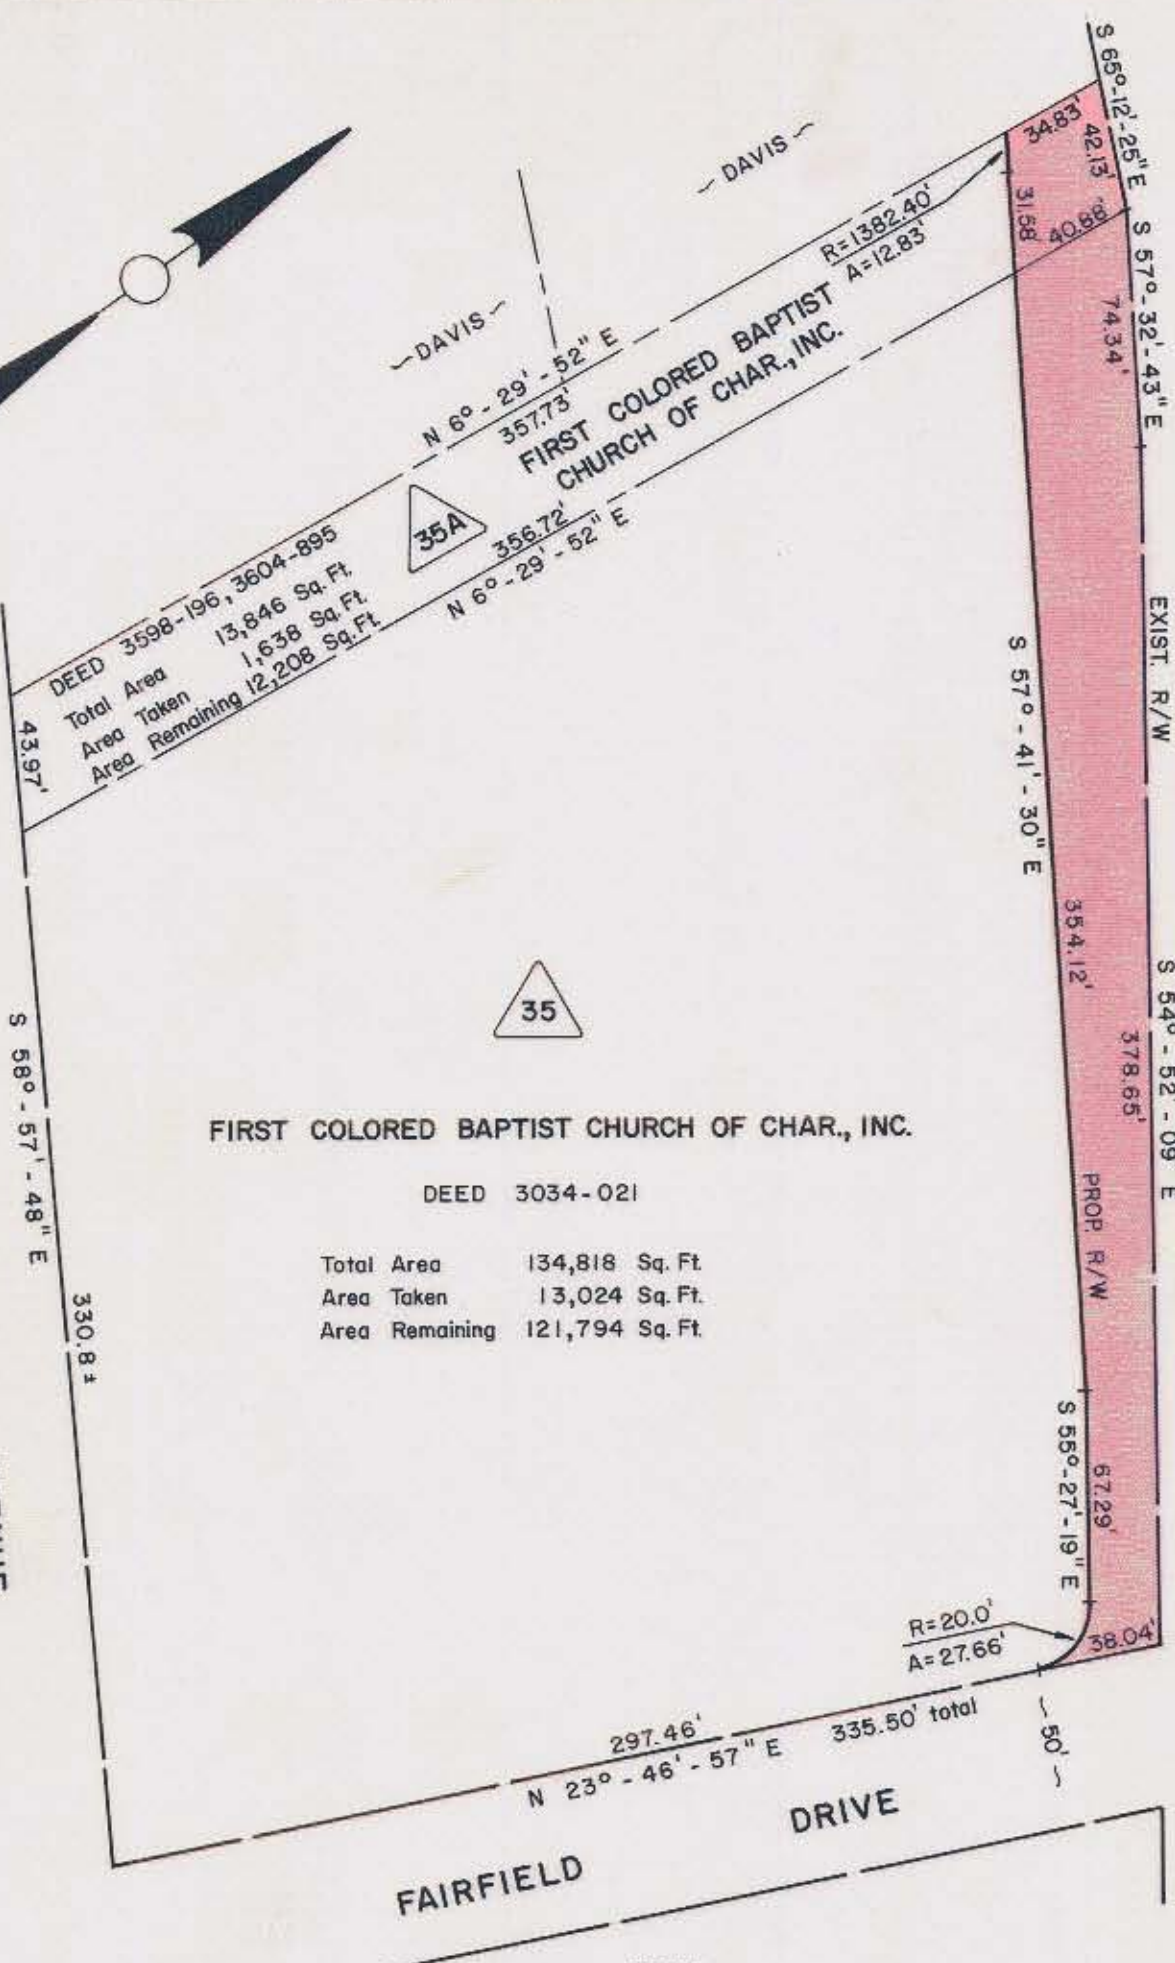 S 65°-12'-25" E
34.83'
42.13'
~ DAVIS ~
R=1382.40'
A=12.83'
31.58'
40.68'
S 57°-32'-43" E
74.34'
~ DAVIS ~
N 6° - 29' - 52" E
357.73'
FIRST COLORED BAPTIST
CHURCH OF CHAR., INC.
35A
356.72'
N 6° - 29' - 52" E
DEED 3598-196, 3604-895
Total Area 13,846 Sq. Ft.
Area Taken 1,638 Sq. Ft.
Area Remaining 12,208 Sq. Ft.
43.97'
EXIST. R/W
S 57° - 41' - 30" E
354.12'
S 54° - 52' - 09" E
378.65'
35
S 58° - 57' - 48" E
330.8±
FIRST COLORED BAPTIST CHURCH OF CHAR., INC.
DEED 3034-021
Total Area 134,818 Sq. Ft.
Area Taken 13,024 Sq. Ft.
Area Remaining 121,794 Sq. Ft.
PROP. R/W
S 55°-27'-19" E
67.29'
R=20.0'
A=27.66'
38.04'
297.46'
335.50' total
N 23° - 46' - 57" E
~ 50' ~
FAIRFIELD DRIVE